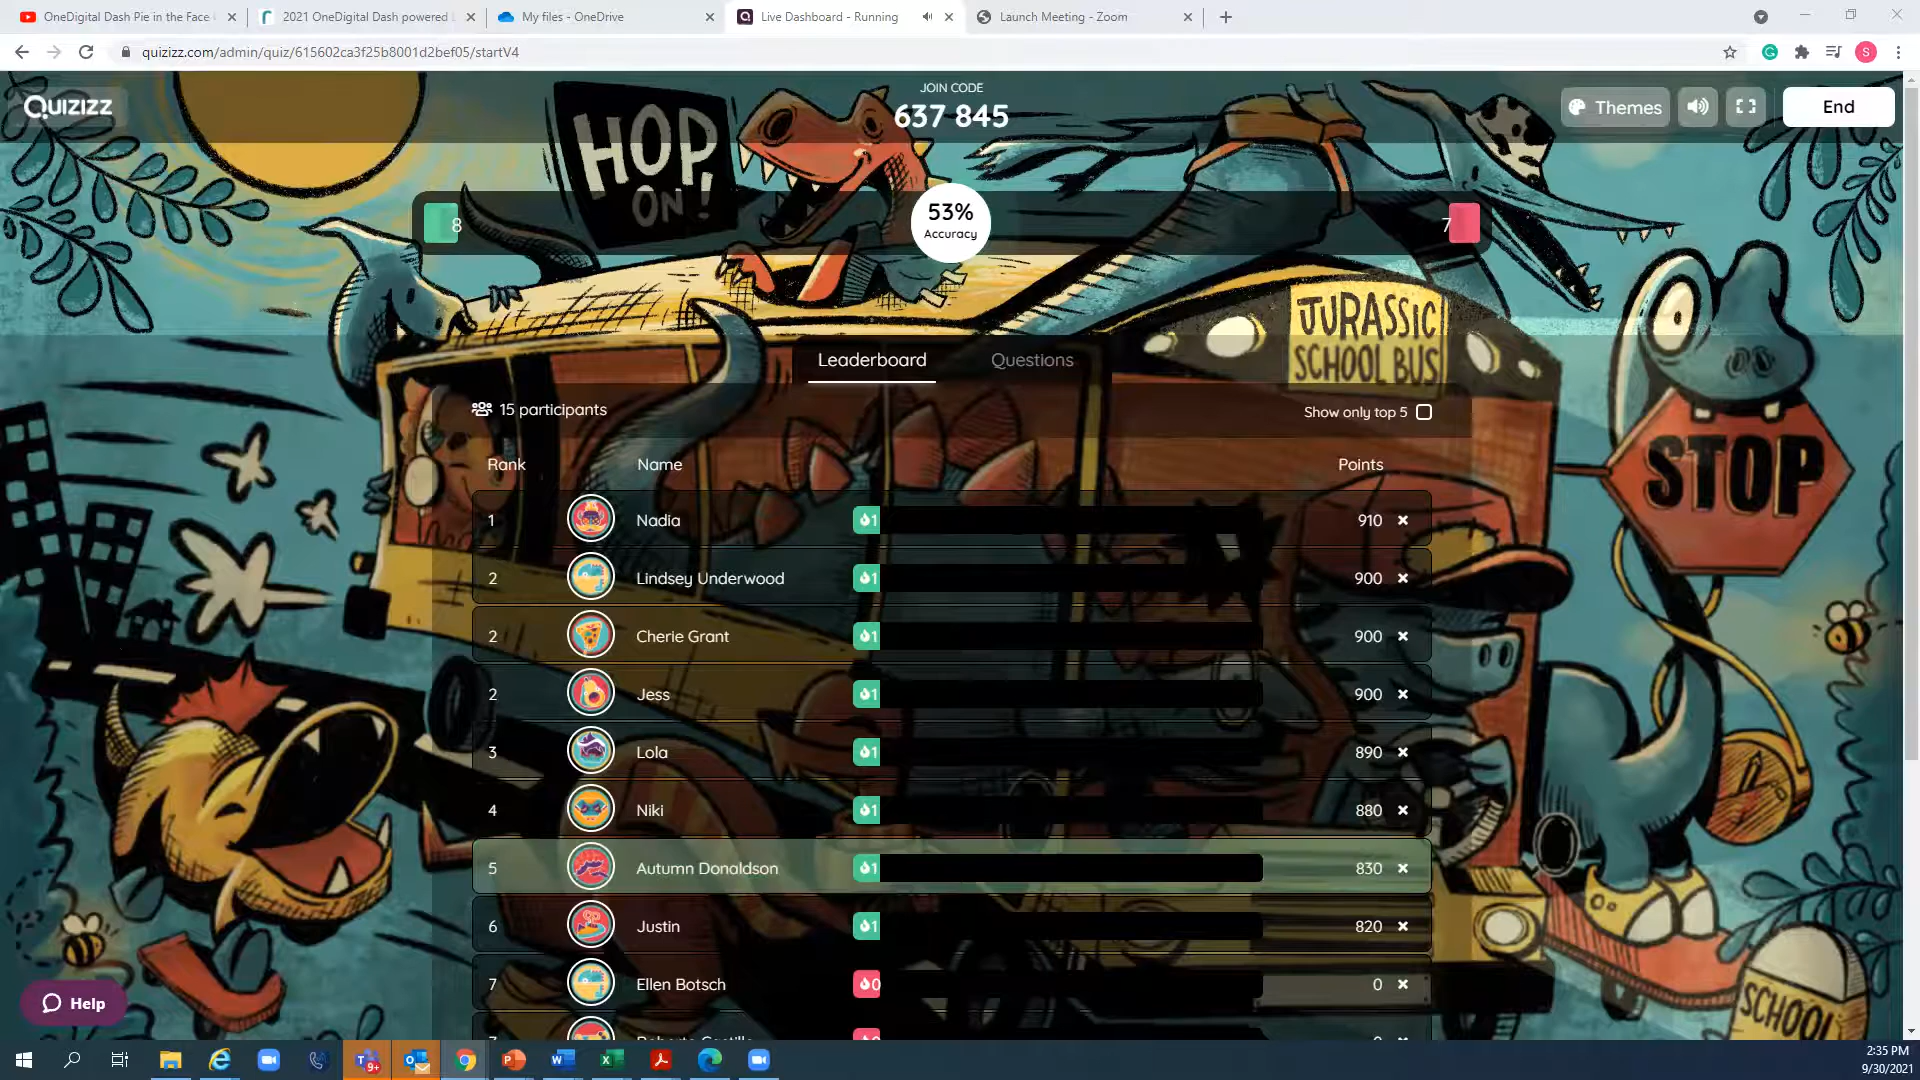 OneDigital Dash Pie in the Face
2021 OneDigital Dash powered
My files - OneDrive
Live Dashboard - Running
Launch Meeting - Zoom
quizizz.com/admin/quiz/615602ca3f25b8001d2bef05/startV4
S
Quizizz
JOIN CODE
637 845
Themes
End
HOP
ON!
8
53%
Accuracy
7
JURASSIC
SCHOOL BUS
STOP
Leaderboard
Questions
15 participants
Show only top 5
Rank Name Points
1 Nadia 1 910
2 Lindsey Underwood 1 900
2 Cherie Grant 1 900
2 Jess 1 900
3 Lola 1 890
4 Niki 1 880
5 Autumn Donaldson 1 830
6 Justin 1 820
7 Ellen Botsch 0 0
Help
SCHOOL
9+
2:35 PM
9/30/2021